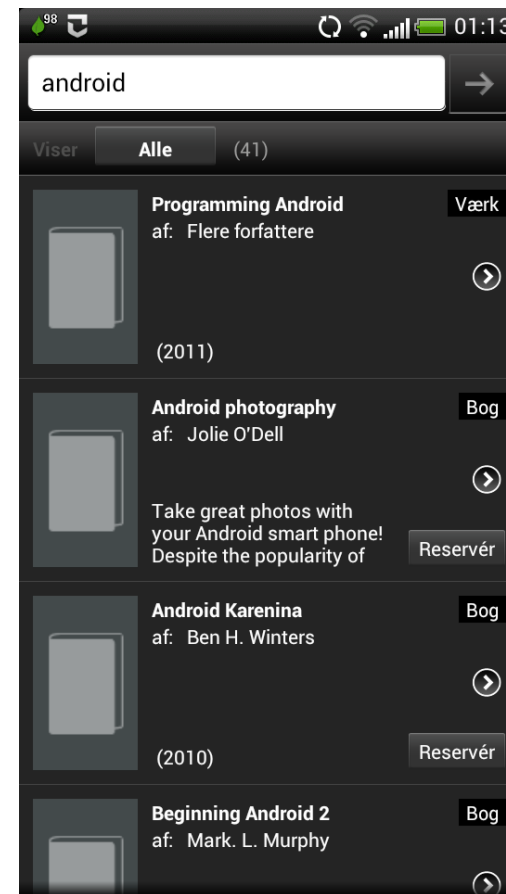 98
01:13
android
Viser Alle (41)
Programming Android Værk
af: Flere forfattere
(2011)
Android photography Bog
af: Jolie O'Dell
Take great photos with
your Android smart phone!
Despite the popularity of Reservér
Android Karenina Bog
af: Ben H. Winters
(2010) Reservér
Beginning Android 2 Bog
af: Mark. L. Murphy